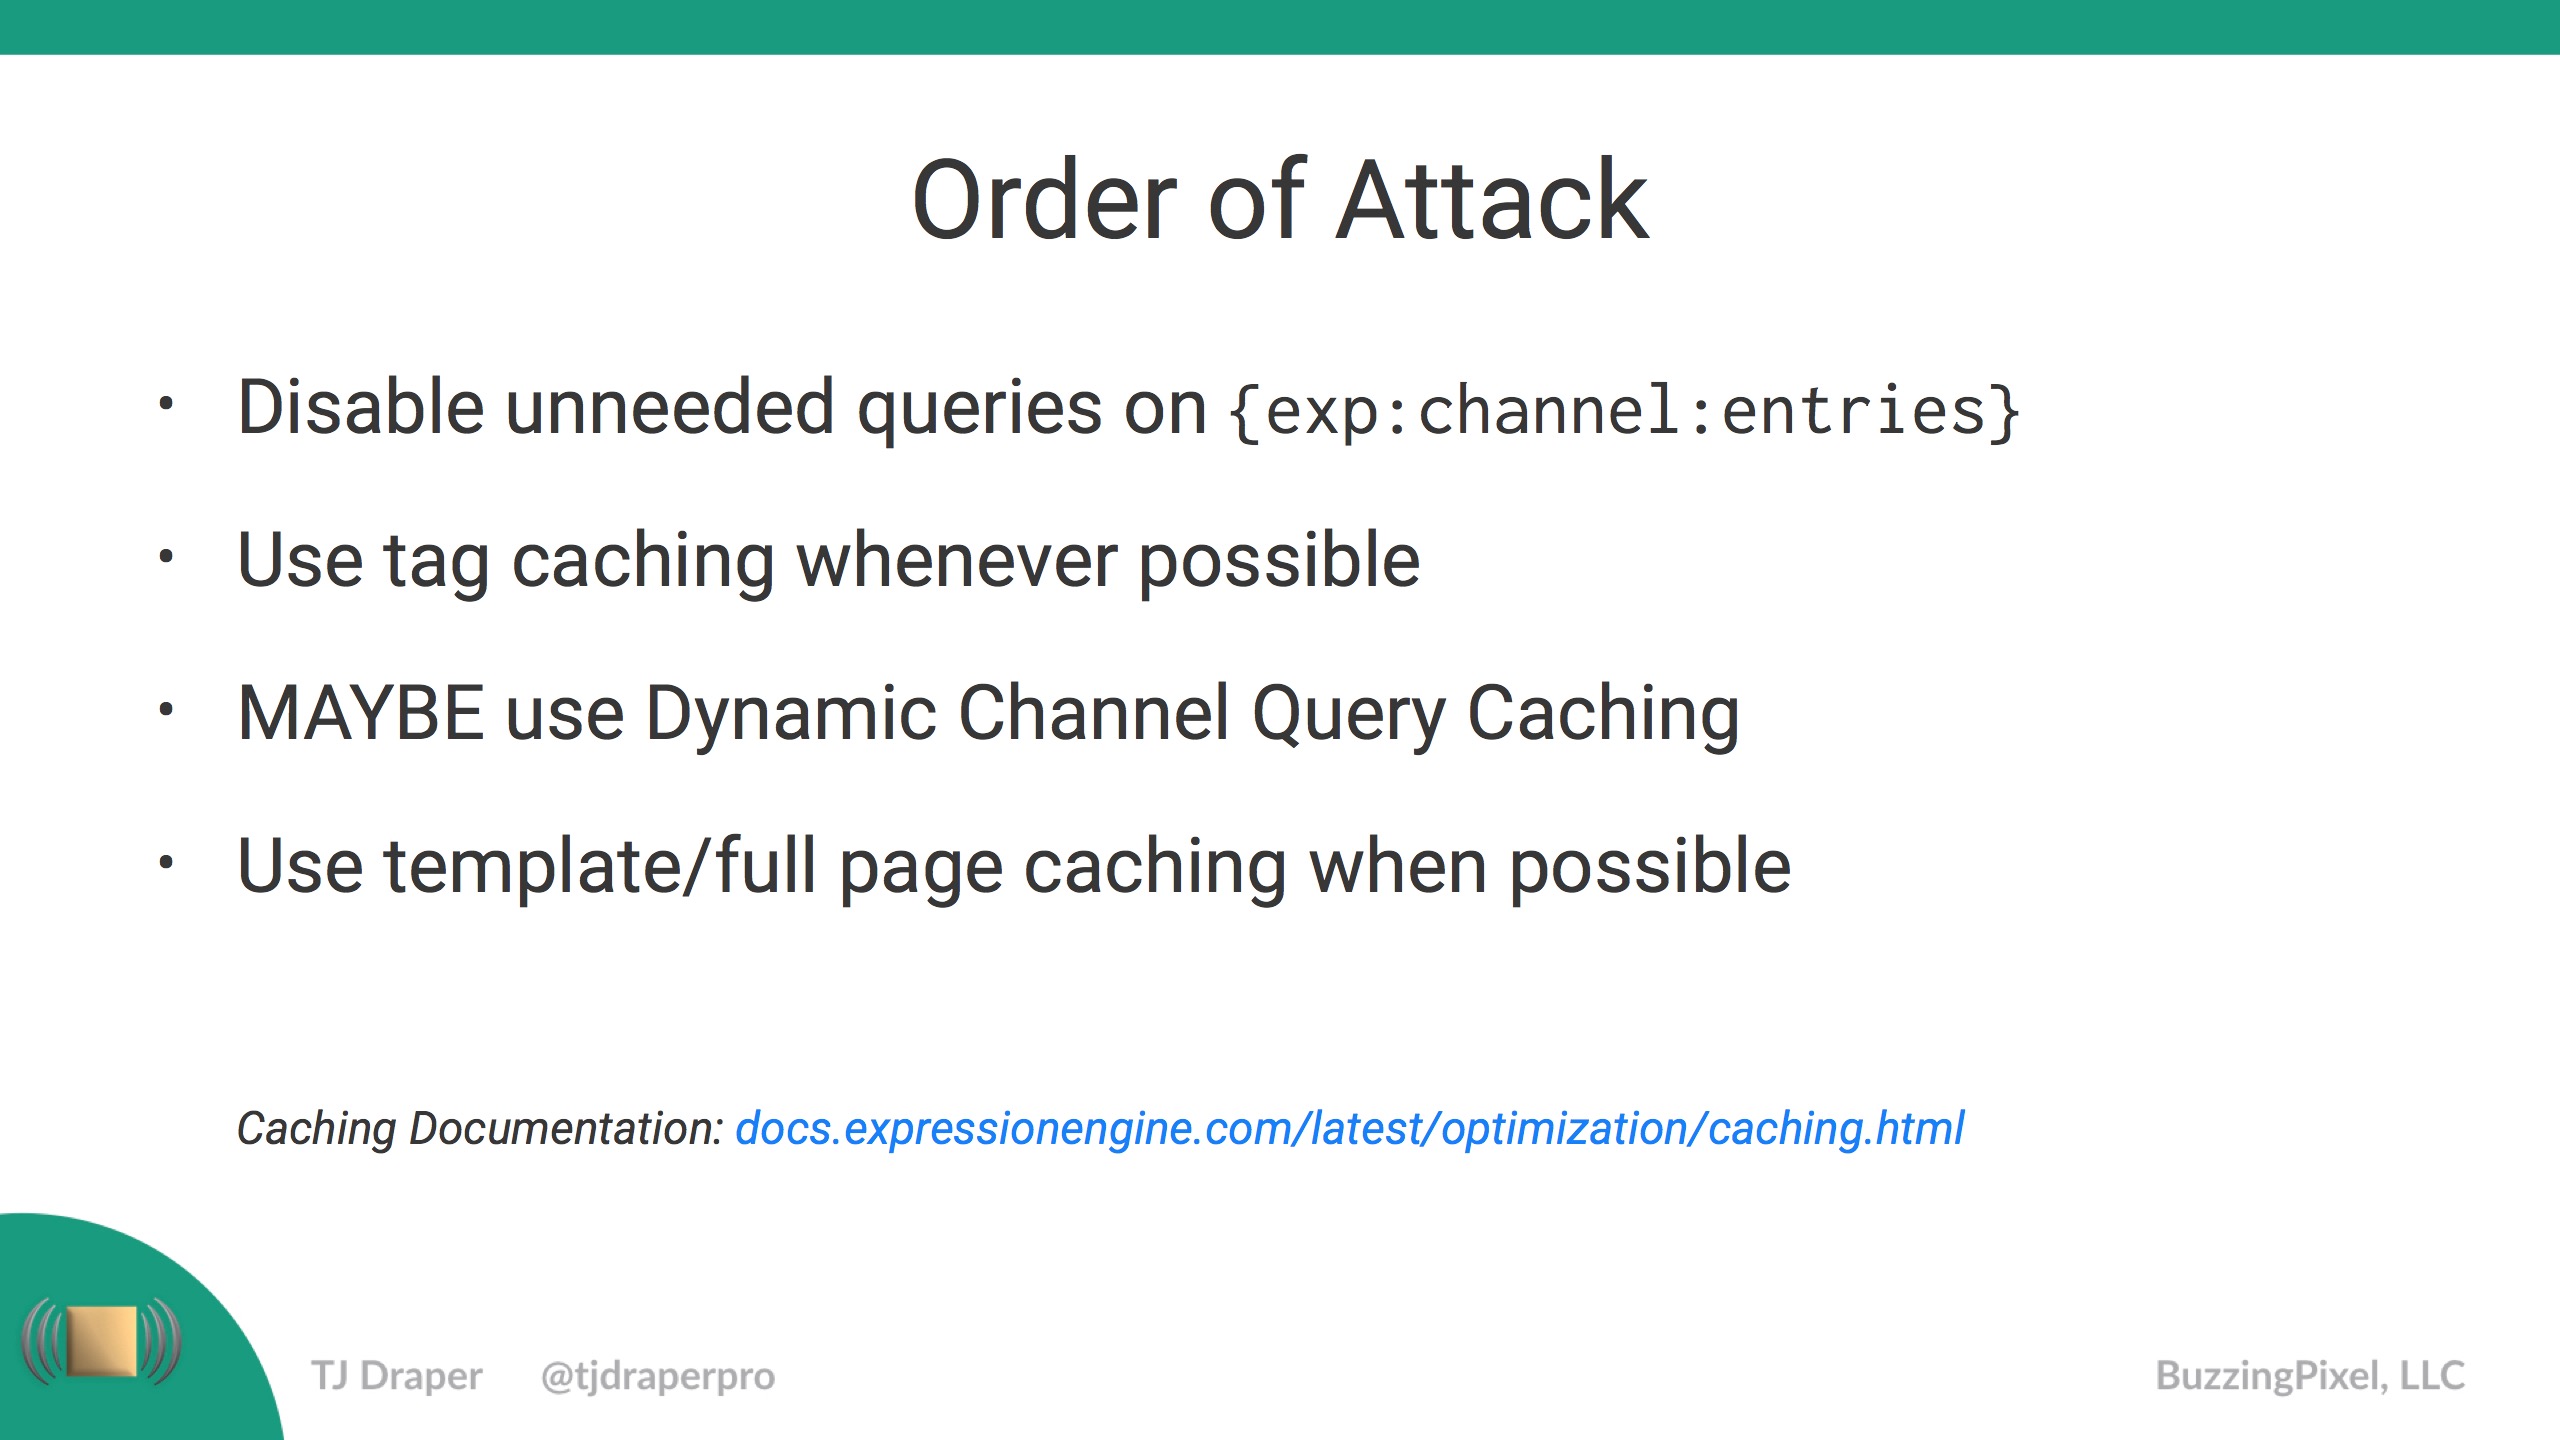 Order of Attack
• Disable unneeded queries on {exp:channel:entries}
• Use tag caching whenever possible
• MAYBE use Dynamic Channel Query Caching
• Use template/full page caching when possible
Caching Documentation: docs.expressionengine.com/latest/optimization/caching.html
TJ Draper @tjdraperpro BuzzingPixel, LLC